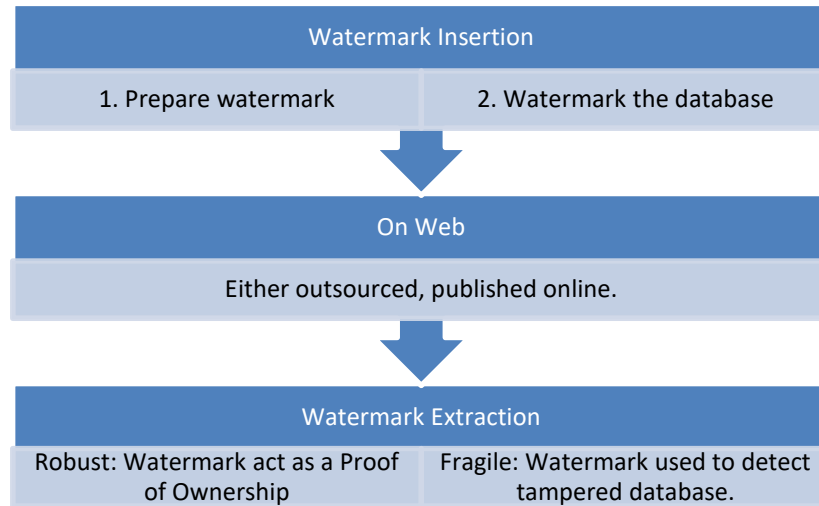 Watermark Insertion
1. Prepare watermark
2. Watermark the database
On Web
Either outsourced, published online.
Watermark Extraction
Robust: Watermark act as a Proof
of Ownership
Fragile: Watermark used to detect
tampered database.